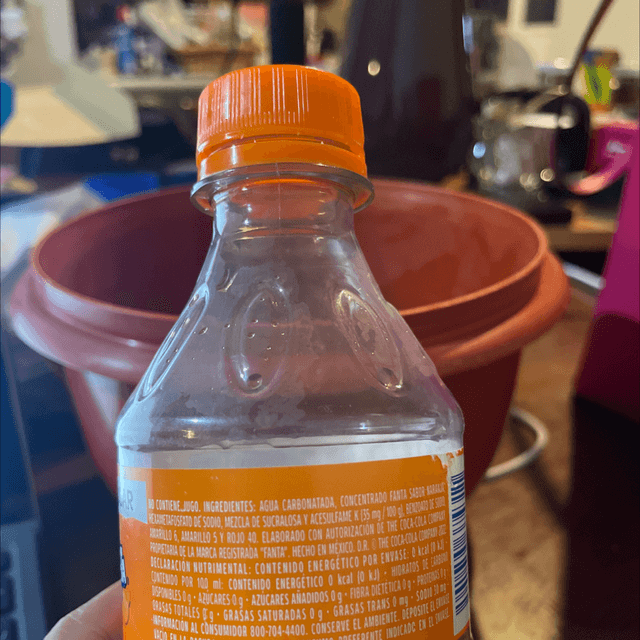 NO CONTIENE JUGO. INGREDIENTES: AGUA CARBONATADA, CONCENTRADO FANTA SABOR NARANJA
HEXAMETAFOSFATO DE SODIO, MEZCLA DE SUCRALOSA Y ACESULFAME K (35 mg / 100 g), BENZOATO DE SODIO
AMARILLO 6, AMARILLO 5 Y ROJO 40. ELABORADO CON AUTORIZACIÓN DE THE COCA-COLA COMPANY
PROPIETARIA DE LA MARCA REGISTRADA "FANTA". HECHO EN MÉXICO. D.R. © THE COCA-COLA COMPANY
DECLARACIÓN NUTRIMENTAL: CONTENIDO ENERGÉTICO POR ENVASE: 0 kcal (0 kJ)
CONTENIDO POR 100 ml: CONTENIDO ENERGÉTICO 0 kcal (0 kJ) · HIDRATOS DE CARBONO
DISPONIBLES 0 g · AZÚCARES 0 g · AZÚCARES AÑADIDOS 0 g · FIBRA DIETÉTICA 0 g · PROTEÍNAS
GRASAS TOTALES 0 g · GRASAS SATURADAS 0 g · GRASAS TRANS 0 mg · SODIO
INFORMACIÓN AL CONSUMIDOR 800-704-4400. CONSERVE EL AMBIENTE. DEPOSITE EL ENVASE
PREFERENTE INDICADO EN EL